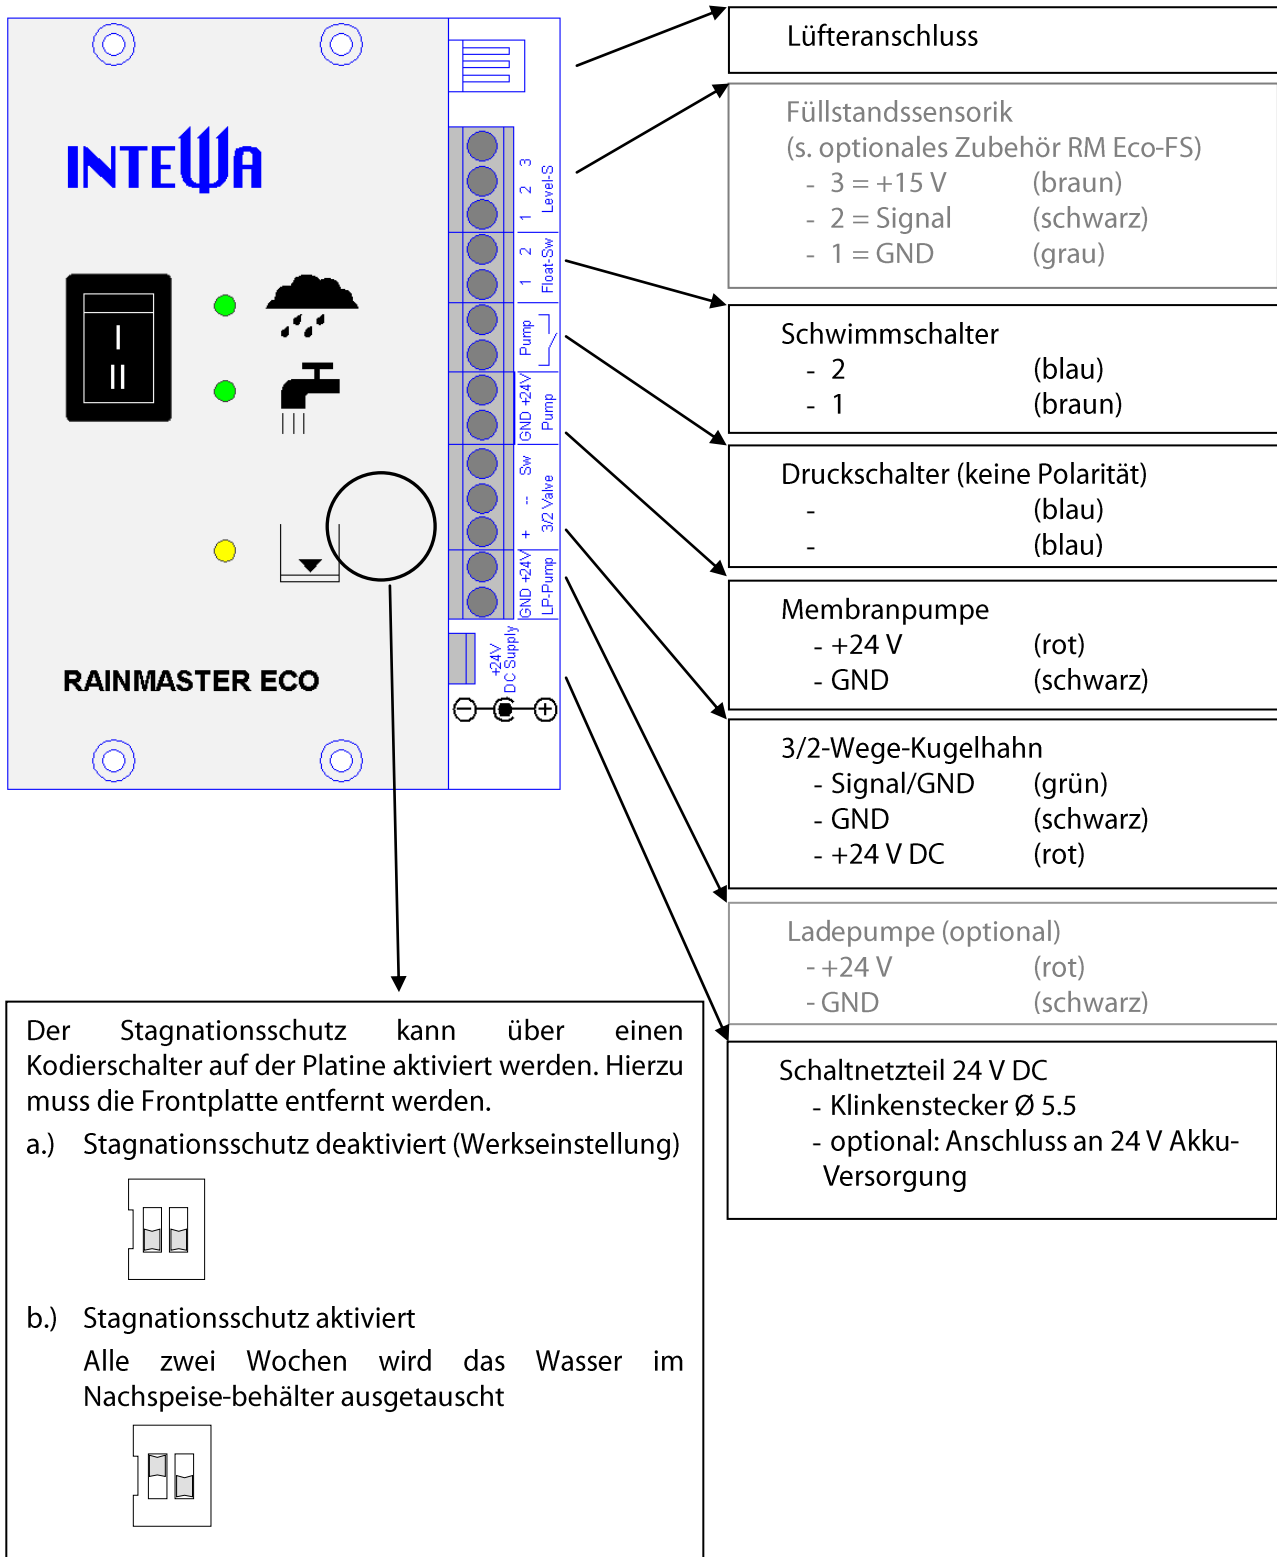 INTEWA
I
II
RAINMASTER ECO
3
2
1
Level-S
2
1
Float-Sw
Pump
GND +24V
Pump
Sw
--
+
3/2 Valve
GND +24V
LP-Pump
+24V
DC Supply
Lüfteranschluss
Füllstandssensorik
(s. optionales Zubehör RM Eco-FS)
- 3 = +15 V (braun)
- 2 = Signal (schwarz)
- 1 = GND (grau)
Schwimmschalter
- 2 (blau)
- 1 (braun)
Druckschalter (keine Polarität)
- (blau)
- (blau)
Membranpumpe
- +24 V (rot)
- GND (schwarz)
3/2-Wege-Kugelhahn
- Signal/GND (grün)
- GND (schwarz)
- +24 V DC (rot)
Ladepumpe (optional)
- +24 V (rot)
- GND (schwarz)
Schaltnetzteil 24 V DC
- Klinkenstecker Ø 5.5
- optional: Anschluss an 24 V Akku-
Versorgung
Der Stagnationsschutz kann über einen
Kodierschalter auf der Platine aktiviert werden. Hierzu
muss die Frontplatte entfernt werden.
a.) Stagnationsschutz deaktiviert (Werkseinstellung)
b.) Stagnationsschutz aktiviert
Alle zwei Wochen wird das Wasser im
Nachspeise-behälter ausgetauscht